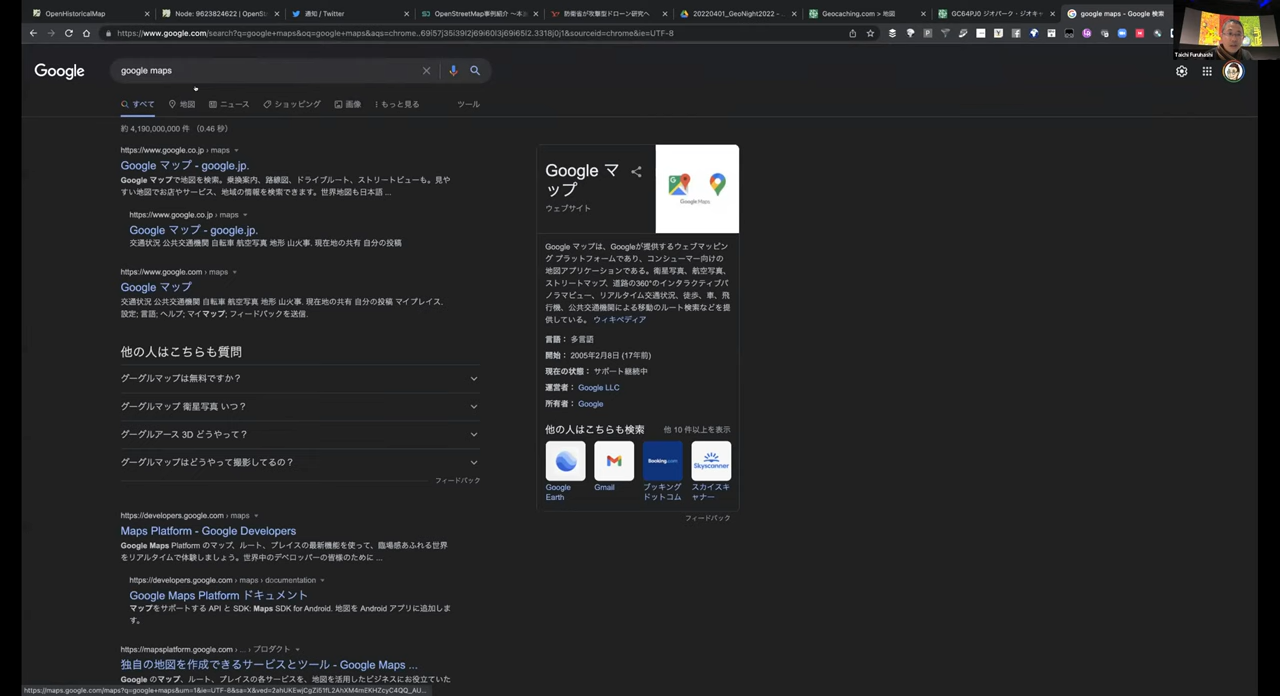 OpenHistoricalMap
Node: 9623824622 | OpenSt
通知 / Twitter
OpenStreetMap事例紹介 〜本
防衛省が攻撃型ドローン研究へ
20220401_GeoNight2022 -
Geocaching.com > 地図
GC64PJ0 ジオパーク・ジオキャ
google maps - Google 検索
https://www.google.com/search?q=google+maps&oq=google+maps&aqs=chrome..69i57j35i39l2j69i60l3j69i65l2.3318j0j1&sourceid=chrome&ie=UTF-8
Taichi Furuhashi
Google
google maps
すべて 地図 ニュース ショッピング 画像 もっと見る ツール
約 4,190,000,000 件 （0.46 秒）
https://www.google.co.jp › maps
Google マップ - google.jp.
Google マップで地図を検索。乗換案内、路線図、ドライブルート、ストリートビューも。見や
すい地図でお店やサービス、地域の情報を検索できます。世界地図も日本語 ...
https://www.google.co.jp › maps
Google マップ - google.jp.
交通状況 公共交通機関 自転車 航空写真 地形 山火事. 現在地の共有 自分の投稿
https://www.google.com › maps
Google マップ
交通状況 公共交通機関 自転車 航空写真 地形 山火事. 現在地の共有 自分の投稿 マイプレイス.
設定; 言語; ヘルプ; マイマップ; フィードバックを送信.
他の人はこちらも質問
グーグルマップは無料ですか？
グーグルマップ 衛星写真 いつ？
グーグルアース 3D どうやって？
グーグルマップはどうやって撮影してるの？
フィードバック
https://developers.google.com › maps
Maps Platform - Google Developers
Google Maps Platform のマップ、ルート、プレイスの最新機能を使って、臨場感あふれる世界
をリアルタイムで体験しましょう。世界中のデベロッパーの皆様のために ...
https://developers.google.com › maps › documentation
Google Maps Platform ドキュメント
マップをサポートする API と SDK: Maps SDK for Android. 地図を Android アプリに追加しま
す。
https://mapsplatform.google.com › ... › プロダクト
独自の地図を作成できるサービスとツール - Google Maps ...
Google のマップ、ルート、プレイスの各サービスを、地図を活用したビジネスにお役立ていた
Google マ
ップ
ウェブサイト
Google Maps
Google マップは、Googleが提供するウェブマッピン
グ プラットフォームであり、コンシューマー向けの
地図アプリケーションである。衛星写真、航空写真、
ストリートマップ、道路の360°のインタラクティブパ
ノラマビュー、リアルタイム交通状況、徒歩、車、飛
行機、公共交通機関による移動のルート検索などを提
供している。 ウィキペディア
言語： 多言語
開始： 2005年2月8日 (17年前)
現在の状態： サポート継続中
運営者： Google LLC
所有者： Google
他の人はこちらも検索 他 10 件以上を表示
Booking.com
Skyscanner
Google
Earth
Gmail
ブッキング
ドットコム
スカイスキ
ャナー
フィードバック